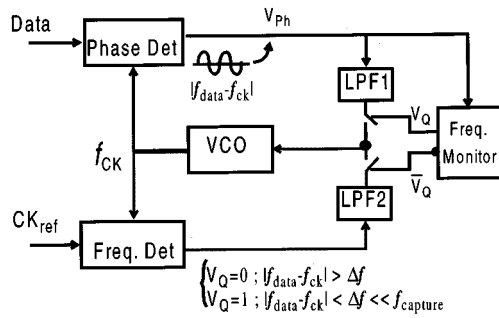 Data
Phase Det
V_Ph
|f_data-f_ck|
LPF1
V_Q
Freq.
Monitor
VCO
f_CK
V̅_Q
CK_ref
LPF2
Freq. Det
V_Q=0 ; |f_data-f_ck| > Δf
V_Q=1 ; |f_data-f_ck| < Δf << f_capture